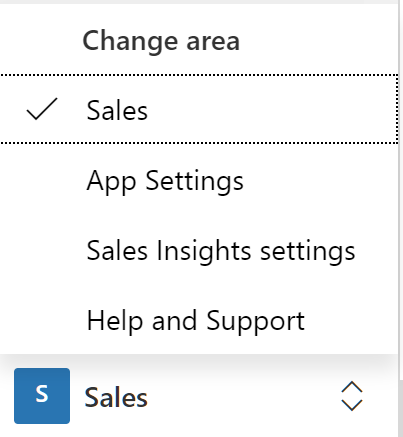 Change area
Sales
App Settings
Sales Insights settings
Help and Support
S Sales